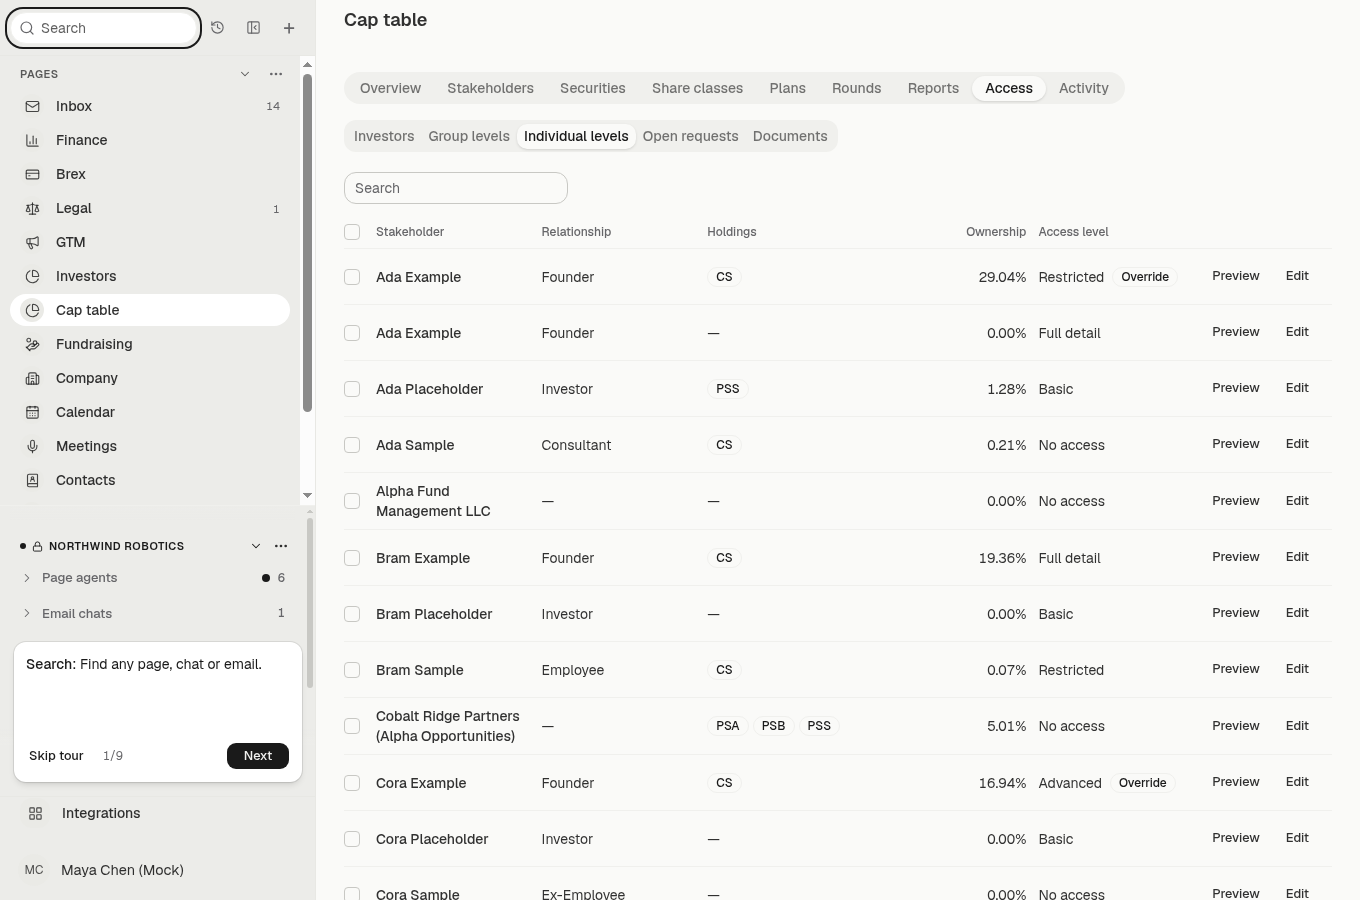 Search
PAGES
Inbox 14
Finance
Brex
Legal 1
GTM
Investors
Cap table
Fundraising
Company
Calendar
Meetings
Contacts
NORTHWIND ROBOTICS
Page agents 6
Email chats 1
Search: Find any page, chat or email.
Skip tour 1/9 Next
Integrations
MC Maya Chen (Mock)
Cap table
Overview Stakeholders Securities Share classes Plans Rounds Reports Access Activity
Investors Group levels Individual levels Open requests Documents
Search
Stakeholder Relationship Holdings Ownership Access level
Ada Example Founder CS 29.04% Restricted Override Preview Edit
Ada Example Founder — 0.00% Full detail Preview Edit
Ada Placeholder Investor PSS 1.28% Basic Preview Edit
Ada Sample Consultant CS 0.21% No access Preview Edit
Alpha Fund
Management LLC — — 0.00% No access Preview Edit
Bram Example Founder CS 19.36% Full detail Preview Edit
Bram Placeholder Investor — 0.00% Basic Preview Edit
Bram Sample Employee CS 0.07% Restricted Preview Edit
Cobalt Ridge Partners
(Alpha Opportunities) — PSA PSB PSS 5.01% No access Preview Edit
Cora Example Founder CS 16.94% Advanced Override Preview Edit
Cora Placeholder Investor — 0.00% Basic Preview Edit
Cora Sample Ex-Employee — 0.00% No access Preview Edit